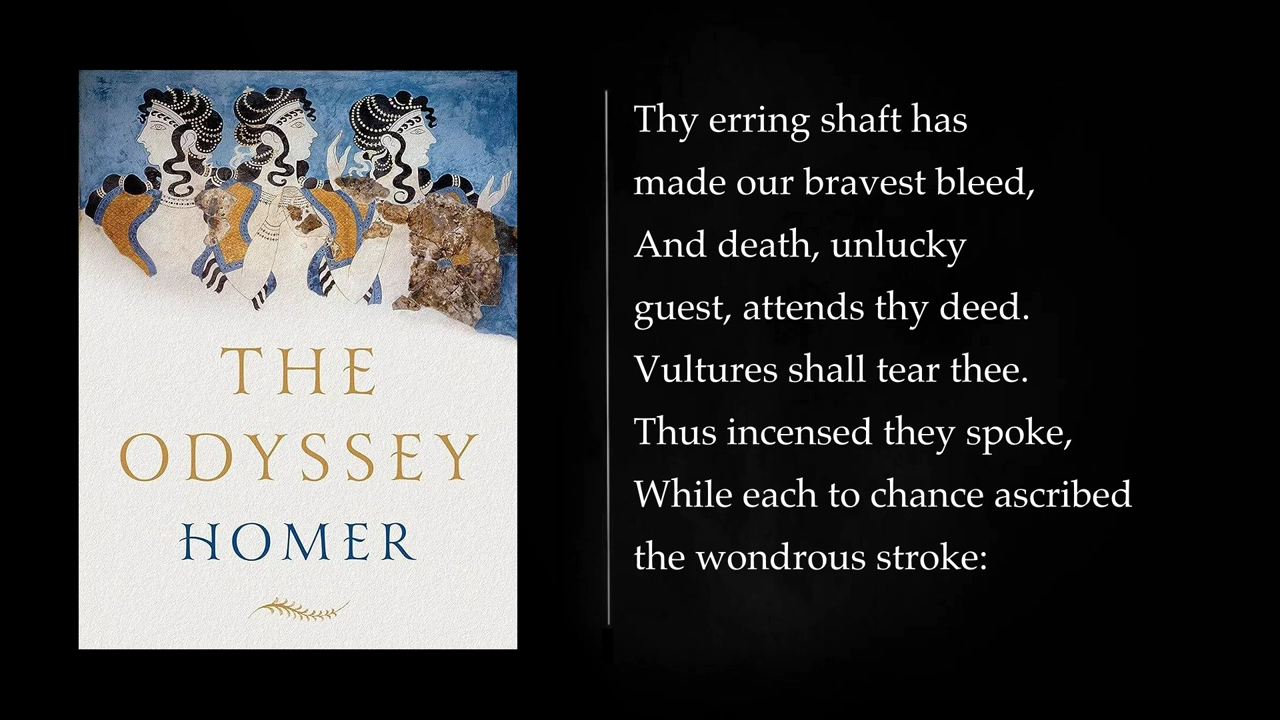 THE
ODYSSEY
HOMER
Thy erring shaft has
made our bravest bleed,
And death, unlucky
guest, attends thy deed.
Vultures shall tear thee.
Thus incensed they spoke,
While each to chance ascribed
the wondrous stroke: